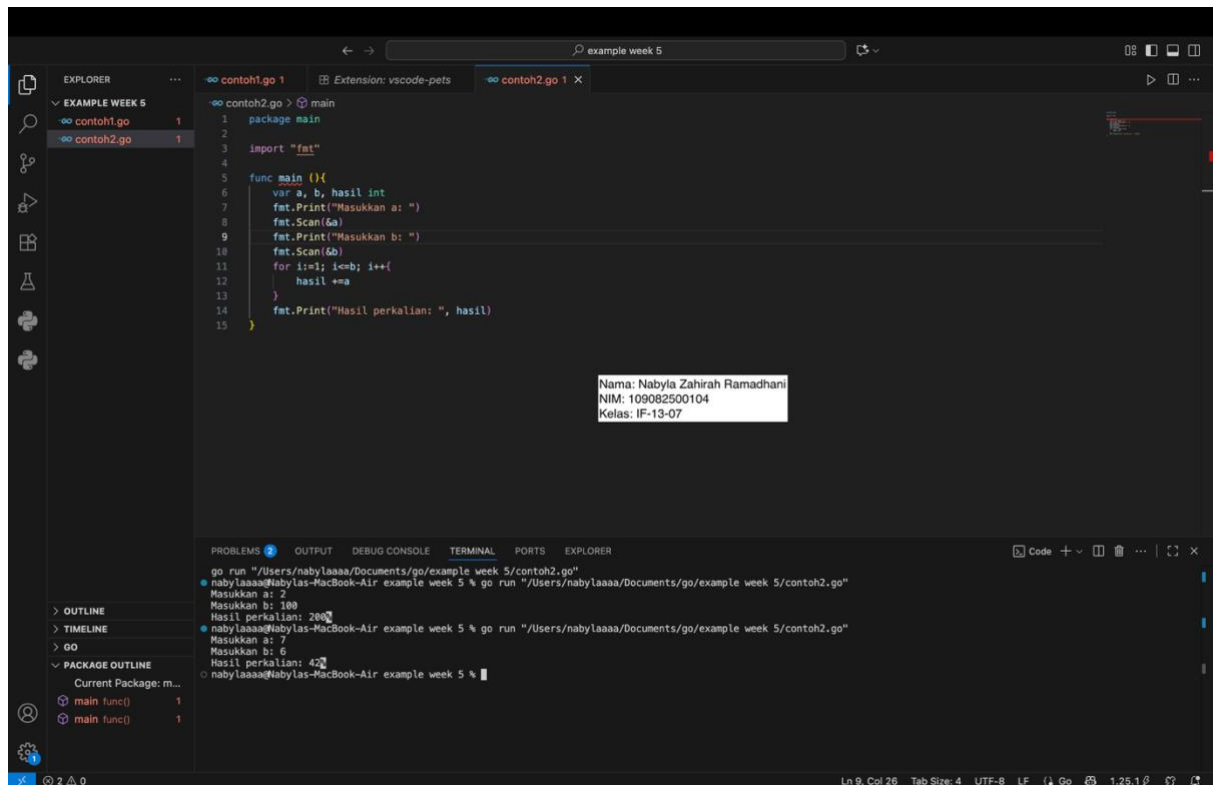 example week 5
EXPLORER
contoh1.go 1
Extension: vscode-pets
contoh2.go 1
EXAMPLE WEEK 5
contoh1.go 1
contoh2.go 1
contoh2.go > main
1 package main
2
3 import "fmt"
4
5 func main (){
6 var a, b, hasil int
7 fmt.Print("Masukkan a: ")
8 fmt.Scan(&a)
9 fmt.Print("Masukkan b: ")
10 fmt.Scan(&b)
11 for i:=1; i<=b; i++{
12 hasil +=a
13 }
14 fmt.Print("Hasil perkalian: ", hasil)
15 }
Nama: Nabyla Zahirah Ramadhani
NIM: 109082500104
Kelas: IF-13-07
PROBLEMS 2 OUTPUT DEBUG CONSOLE TERMINAL PORTS EXPLORER
Code
go run "/Users/nabylaaaa/Documents/go/example week 5/contoh2.go"
nabylaaaa@Nabylas-MacBook-Air example week 5 % go run "/Users/nabylaaaa/Documents/go/example week 5/contoh2.go"
Masukkan a: 2
Masukkan b: 100
Hasil perkalian: 200%
nabylaaaa@Nabylas-MacBook-Air example week 5 % go run "/Users/nabylaaaa/Documents/go/example week 5/contoh2.go"
Masukkan a: 7
Masukkan b: 6
Hasil perkalian: 42%
nabylaaaa@Nabylas-MacBook-Air example week 5 %
OUTLINE
TIMELINE
GO
PACKAGE OUTLINE
Current Package: m...
main func() 1
main func() 1
1
2 0
Ln 9, Col 26 Tab Size: 4 UTF-8 LF Go 1.25.1